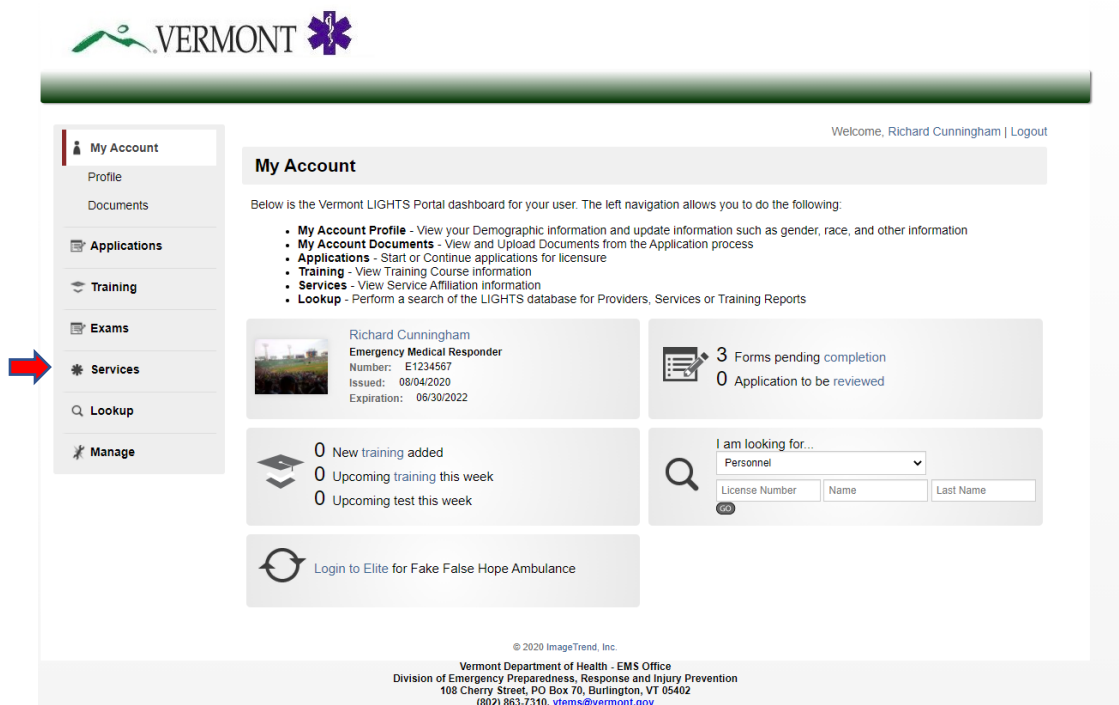 VERMONT
Welcome, Richard Cunningham | Logout
My Account
Profile
Documents
Applications
Training
Exams
Services
Lookup
Manage
My Account
Below is the Vermont LIGHTS Portal dashboard for your user. The left navigation allows you to do the following:
• My Account Profile - View your Demographic information and update information such as gender, race, and other information
• My Account Documents - View and Upload Documents from the Application process
• Applications - Start or Continue applications for licensure
• Training - View Training Course information
• Services - View Service Affiliation information
• Lookup - Perform a search of the LIGHTS database for Providers, Services or Training Reports
Richard Cunningham
Emergency Medical Responder
Number: E1234567
Issued: 08/04/2020
Expiration: 06/30/2022
3 Forms pending completion
0 Application to be reviewed
0 New training added
0 Upcoming training this week
0 Upcoming test this week
I am looking for...
Personnel
License Number Name Last Name
GO
Login to Elite for Fake False Hope Ambulance
© 2020 ImageTrend, Inc.
Vermont Department of Health - EMS Office
Division of Emergency Preparedness, Response and Injury Prevention
108 Cherry Street, PO Box 70, Burlington, VT 05402
(802) 863-7310, vtems@vermont.gov